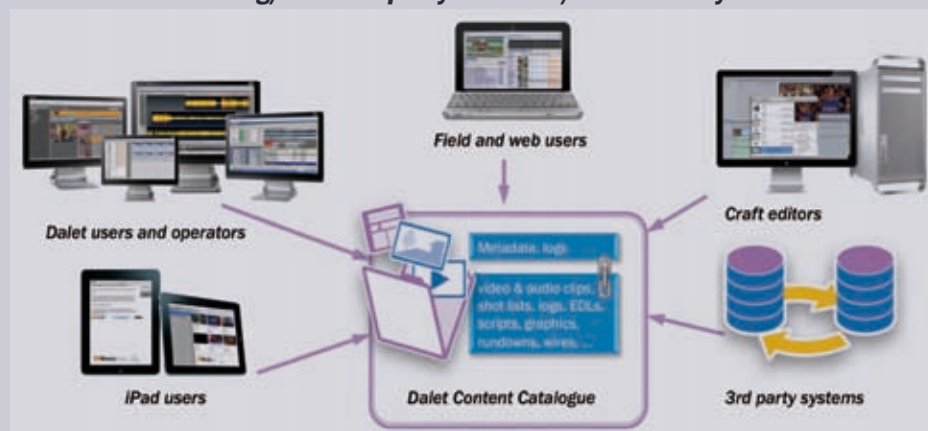 Field and web users
Dalet users and operators
Craft editors
Metadata, logs ...
video & audio clips,
shot lists, logs, EDLs,
scripts, graphics,
rundowns, wires, ...
iPad users
Dalet Content Catalogue
3rd party systems